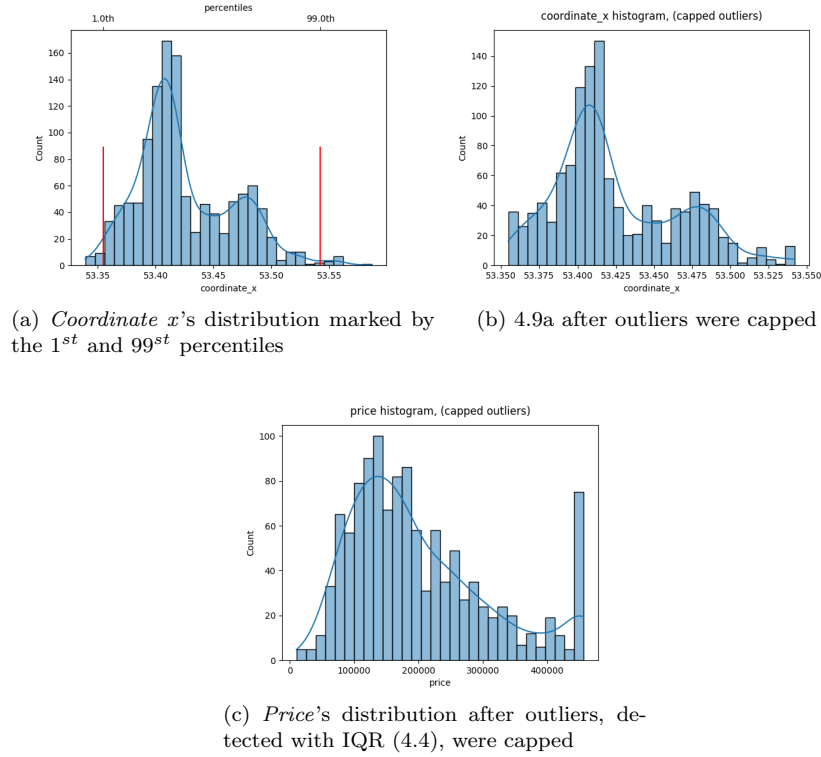 percentiles
1.0th 99.0th
160
140
120
100
80
60
40
20
0
Count
53.35 53.40 53.45 53.50 53.55
coordinate_x
coordinate_x histogram, (capped outliers)
140
120
100
80
60
40
20
0
Count
53.350 53.375 53.400 53.425 53.450 53.475 53.500 53.525 53.550
coordinate_x
(a) Coordinate x's distribution marked by
the 1st and 99st percentiles
(b) 4.9a after outliers were capped
price histogram, (capped outliers)
100
80
60
40
20
0
Count
0 100000 200000 300000 400000
price
(c) Price's distribution after outliers, de-
tected with IQR (4.4), were capped